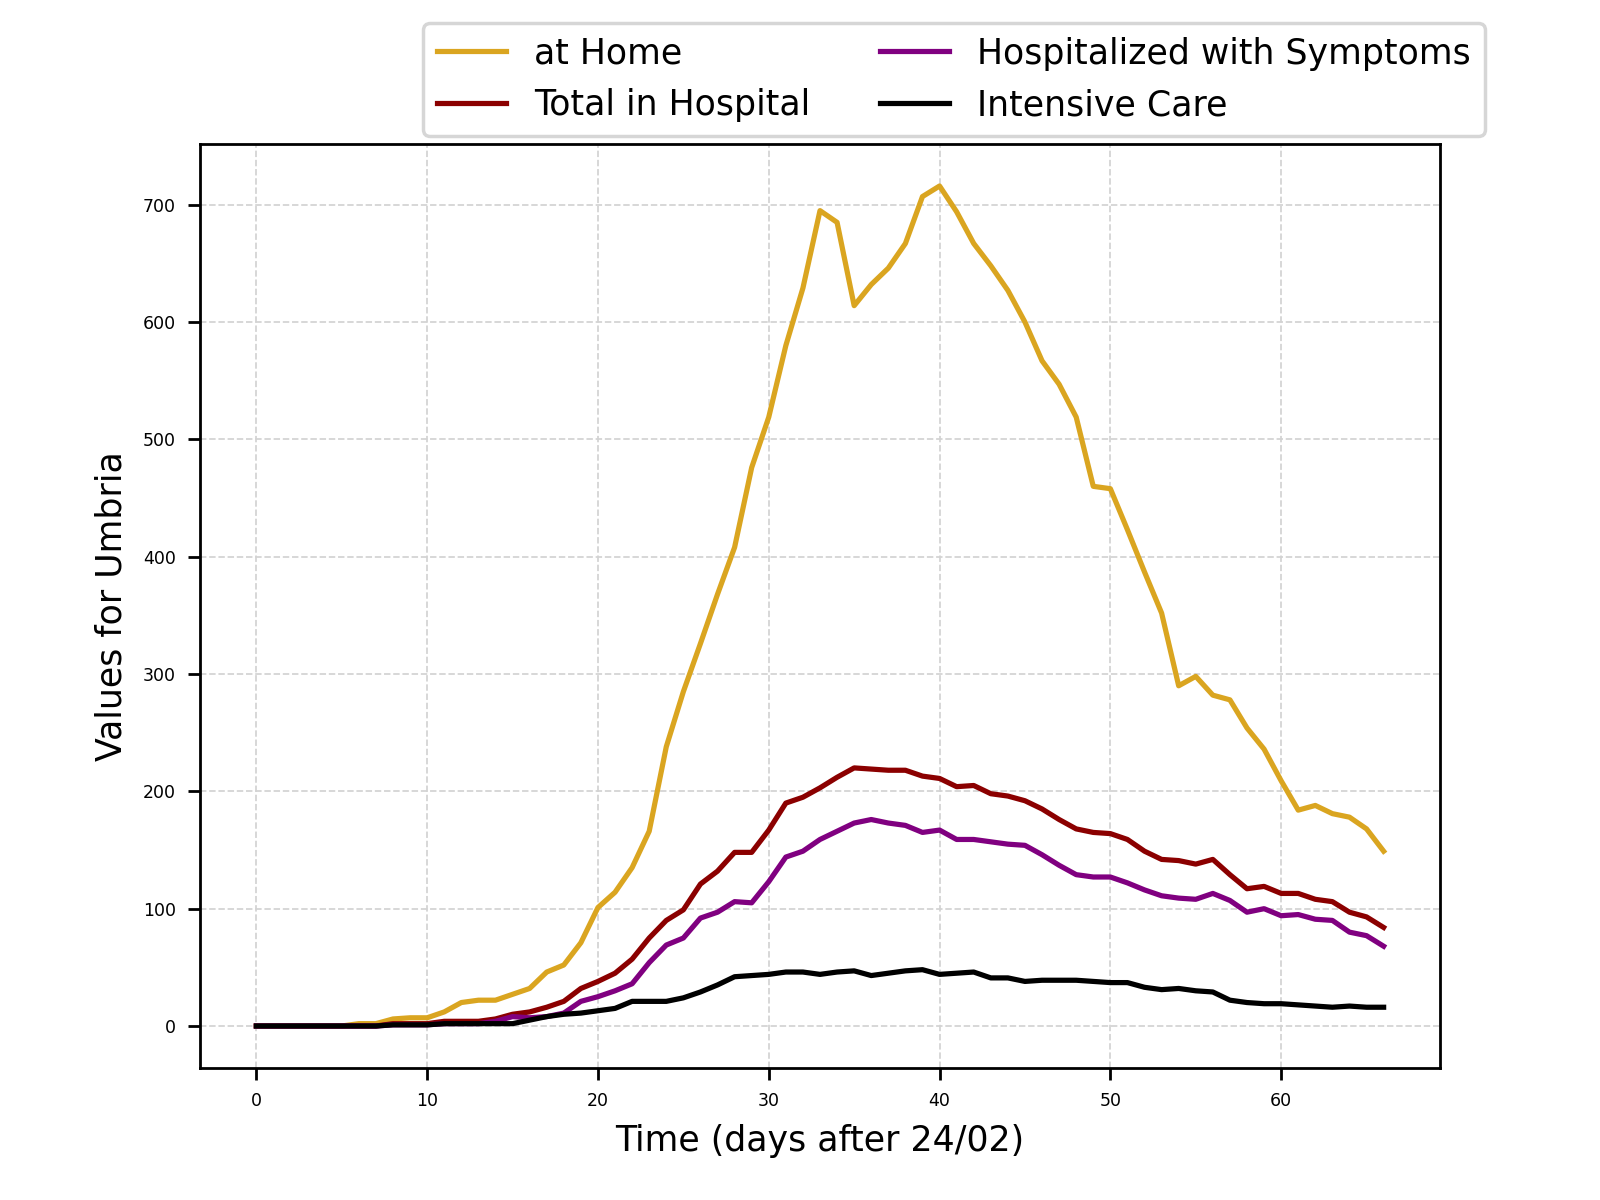 at Home
Total in Hospital
Hospitalized with Symptoms
Intensive Care
700
600
500
400
300
200
100
0
Values for Umbria
0 10 20 30 40 50 60
Time (days after 24/02)